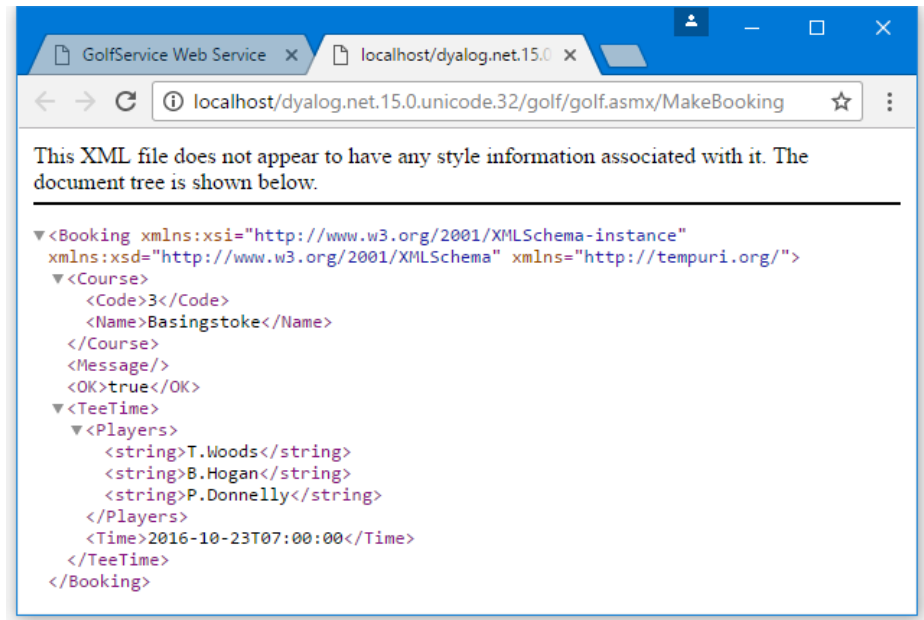 GolfService Web Service
localhost/dyalog.net.15.0
localhost/dyalog.net.15.0.unicode.32/golf/golf.asmx/MakeBooking
This XML file does not appear to have any style information associated with it. The
document tree is shown below.
▼<Booking xmlns:xsi="http://www.w3.org/2001/XMLSchema-instance"
xmlns:xsd="http://www.w3.org/2001/XMLSchema" xmlns="http://tempuri.org/">
▼<Course>
<Code>3</Code>
<Name>Basingstoke</Name>
</Course>
<Message/>
<OK>true</OK>
▼<TeeTime>
▼<Players>
<string>T.Woods</string>
<string>B.Hogan</string>
<string>P.Donnelly</string>
</Players>
<Time>2016-10-23T07:00:00</Time>
</TeeTime>
</Booking>